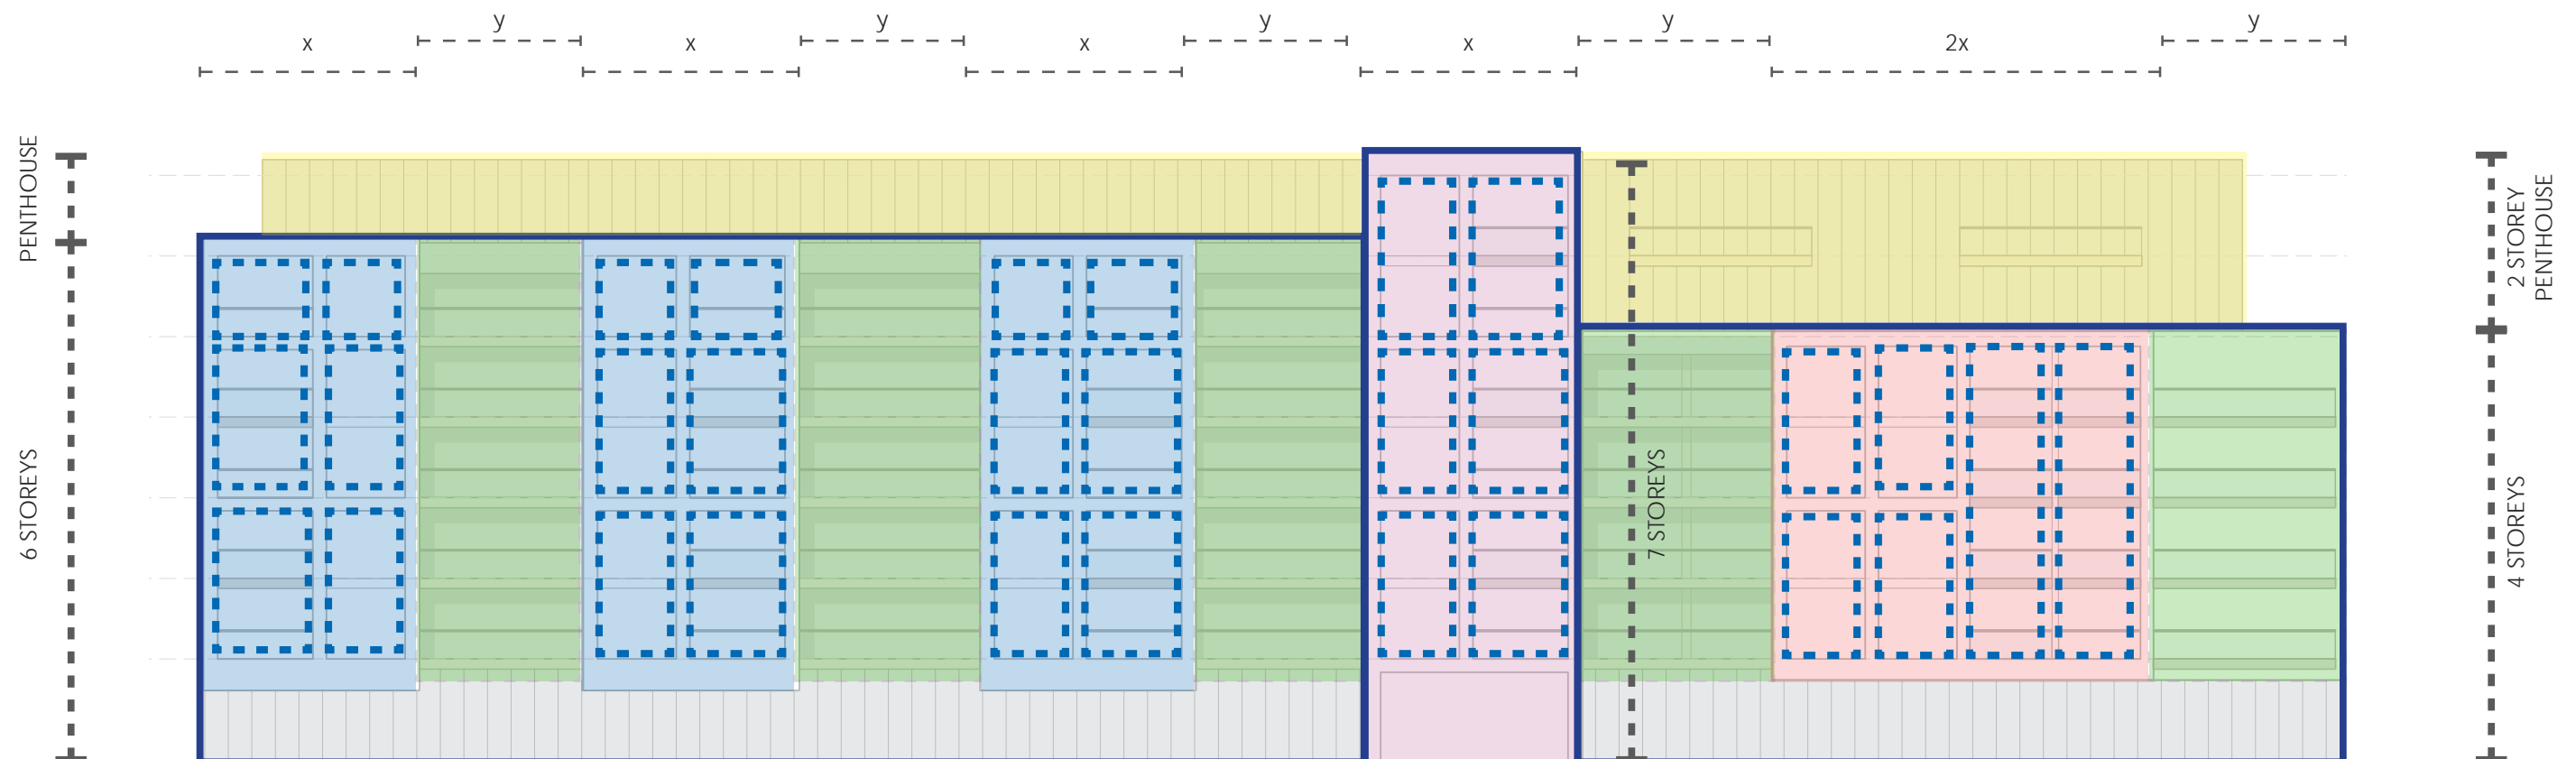 y
y
y
y
y
x
x
x
x
2x
PENTHOUSE
6 STOREYS
7 STOREYS
2 STOREY
PENTHOUSE
4 STOREYS